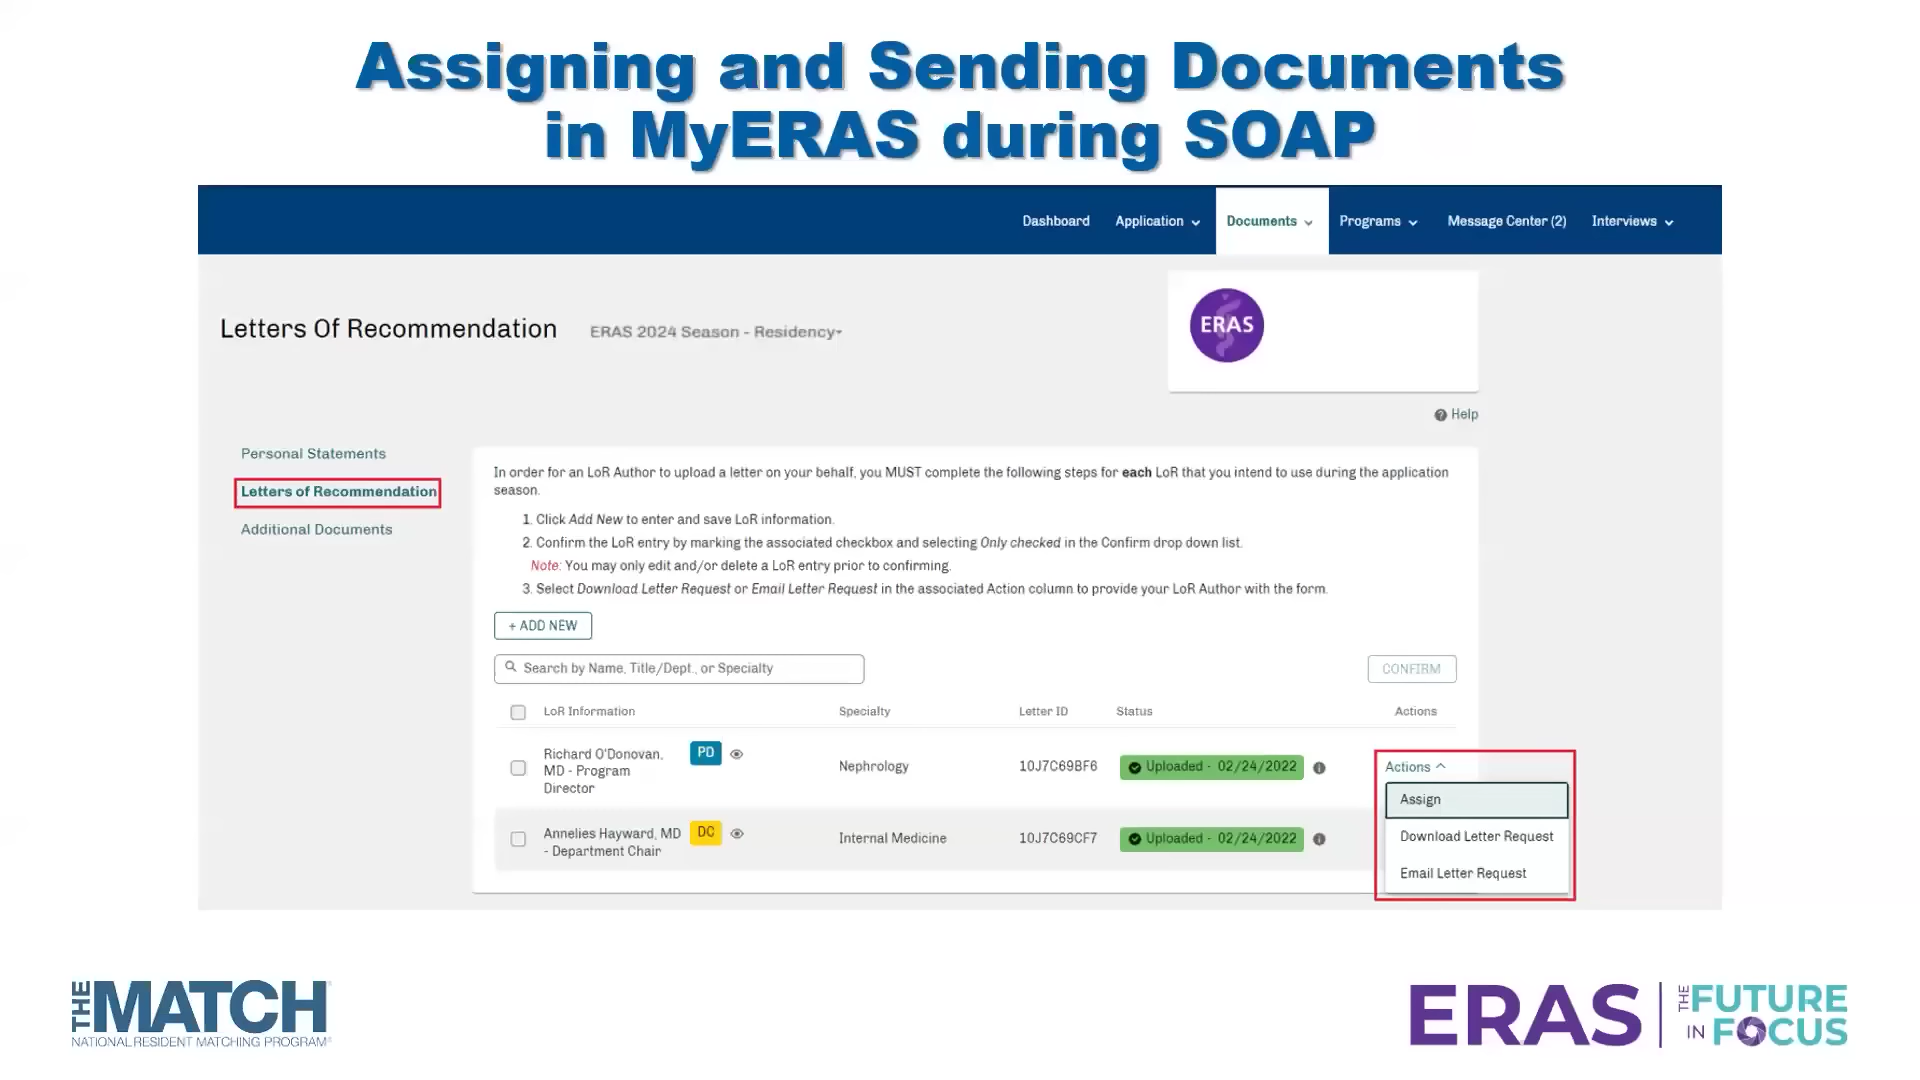 Assigning and Sending Documents
in MyERAS during SOAP
Dashboard Application Documents Programs Message Center (2) Interviews
Letters Of Recommendation ERAS 2024 Season - Residency
ERAS
Help
Personal Statements
Letters of Recommendation
Additional Documents
In order for an LoR Author to upload a letter on your behalf, you MUST complete the following steps for each LoR that you intend to use during the application
season.
1. Click Add New to enter and save LoR information.
2. Confirm the LoR entry by marking the associated checkbox and selecting Only checked in the Confirm drop down list.
Note: You may only edit and/or delete a LoR entry prior to confirming.
3. Select Download Letter Request or Email Letter Request in the associated Action column to provide your LoR Author with the form.
+ ADD NEW
Search by Name, Title/Dept., or Specialty
CONFIRM
LoR Information Specialty Letter ID Status Actions
Richard O'Donovan,
MD - Program
Director
PD
Nephrology
10J7C69BF6
Uploaded - 02/24/2022
Actions
Assign
Download Letter Request
Email Letter Request
Annelies Hayward, MD
- Department Chair
DC
Internal Medicine
10J7C69CF7
Uploaded - 02/24/2022
THE MATCH
NATIONAL RESIDENT MATCHING PROGRAM®
ERAS
THE FUTURE
IN FOCUS